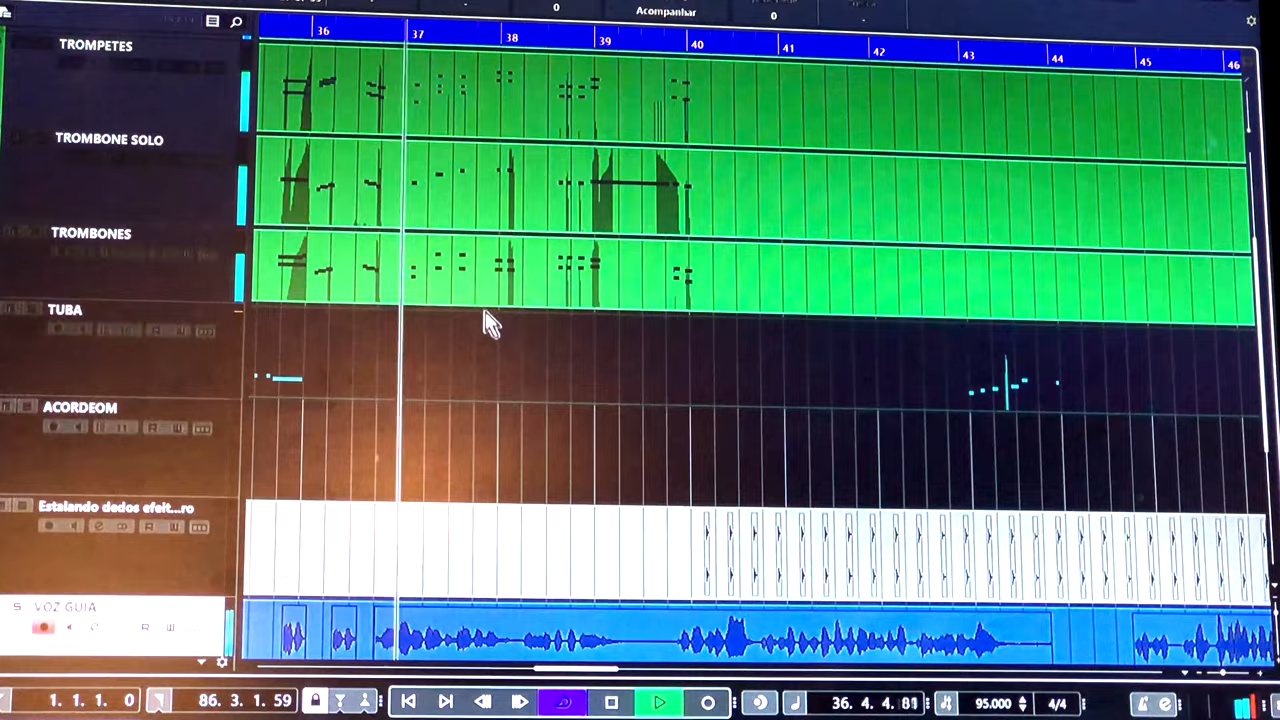 0
Acompanhar
0
36 37 38 39 40 41 42 43 44 45 46
TROMPETES
TROMBONE SOLO
TROMBONES
TUBA
R
ACORDEOM
R
Estalando dedos efeit...ro
e R
S VOZ GUIA
R
1. 1. 1. 0 86. 3. 1. 59 36. 4. 4. 81 95.000 4/4